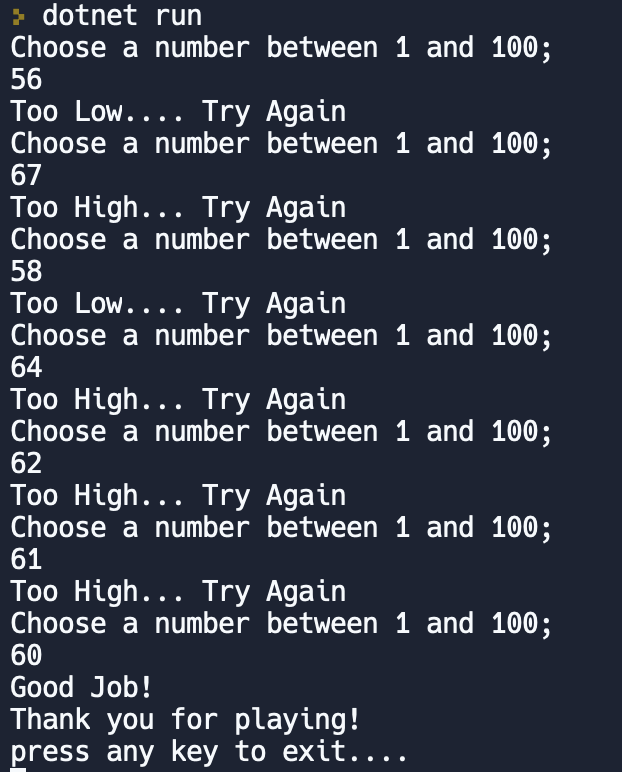 > dotnet run
Choose a number between 1 and 100;
56
Too Low.... Try Again
Choose a number between 1 and 100;
67
Too High... Try Again
Choose a number between 1 and 100;
58
Too Low.... Try Again
Choose a number between 1 and 100;
64
Too High... Try Again
Choose a number between 1 and 100;
62
Too High... Try Again
Choose a number between 1 and 100;
61
Too High... Try Again
Choose a number between 1 and 100;
60
Good Job!
Thank you for playing!
press any key to exit....